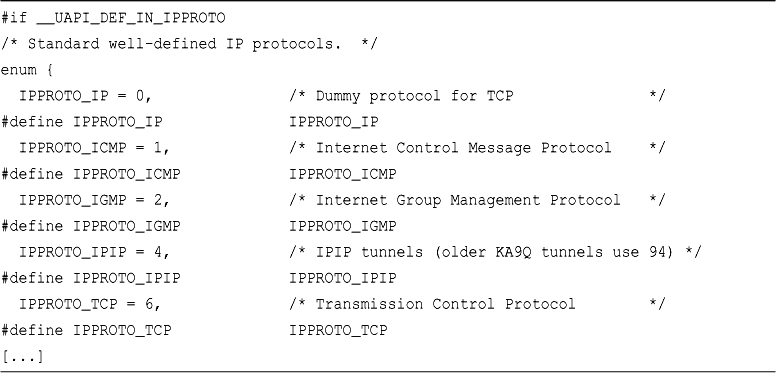 #if __UAPI_DEF_IN_IPPROTO
/* Standard well-defined IP protocols.  */
enum {
  IPPROTO_IP = 0,               /* Dummy protocol for TCP               */
#define IPPROTO_IP              IPPROTO_IP
  IPPROTO_ICMP = 1,             /* Internet Control Message Protocol    */
#define IPPROTO_ICMP            IPPROTO_ICMP
  IPPROTO_IGMP = 2,             /* Internet Group Management Protocol   */
#define IPPROTO_IGMP            IPPROTO_IGMP
  IPPROTO_IPIP = 4,             /* IPIP tunnels (older KA9Q tunnels use 94) */
#define IPPROTO_IPIP            IPPROTO_IPIP
  IPPROTO_TCP = 6,              /* Transmission Control Protocol        */
#define IPPROTO_TCP             IPPROTO_TCP
[...]